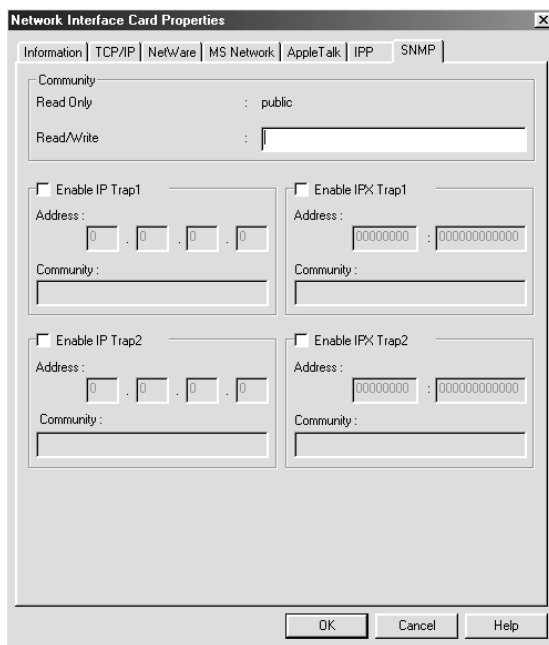 Network Interface Card Properties
Information TCP/IP NetWare MS Network AppleTalk IPP SNMP
Community
Read Only : public
Read/Write :
Enable IP Trap1
Address :
0 . 0 . 0 . 0
Community :
Enable IPX Trap1
Address :
00000000 : 000000000000
Community :
Enable IP Trap2
Address :
0 . 0 . 0 . 0
Community :
Enable IPX Trap2
Address :
00000000 : 000000000000
Community :
OK Cancel Help